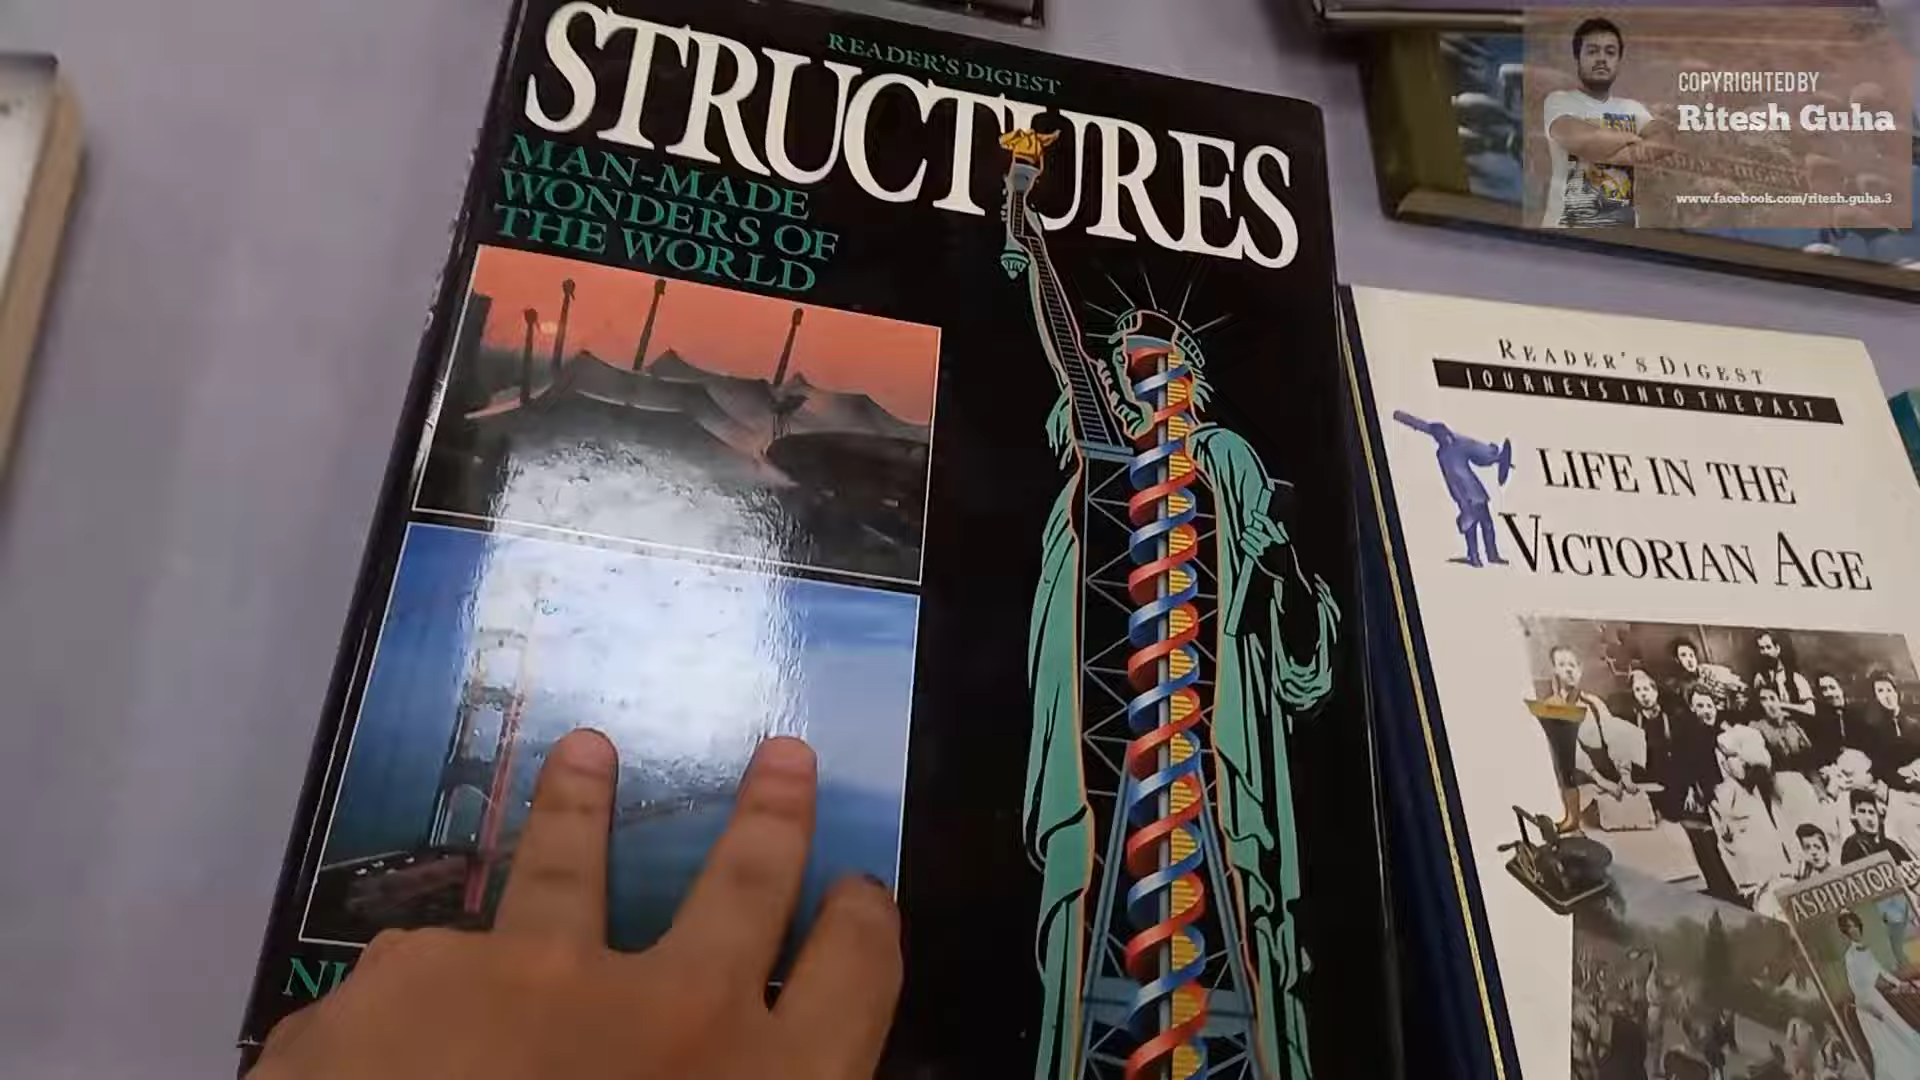 READER'S DIGEST
STRUCTURES
MAN-MADE
WONDERS OF
THE WORLD
READER'S DIGEST
JOURNEYS INTO THE PAST
LIFE IN THE
VICTORIAN AGE
ASPIRATOR
COPYRIGHTED BY
Ritesh Guha
www.facebook.com/ritesh.guha.3